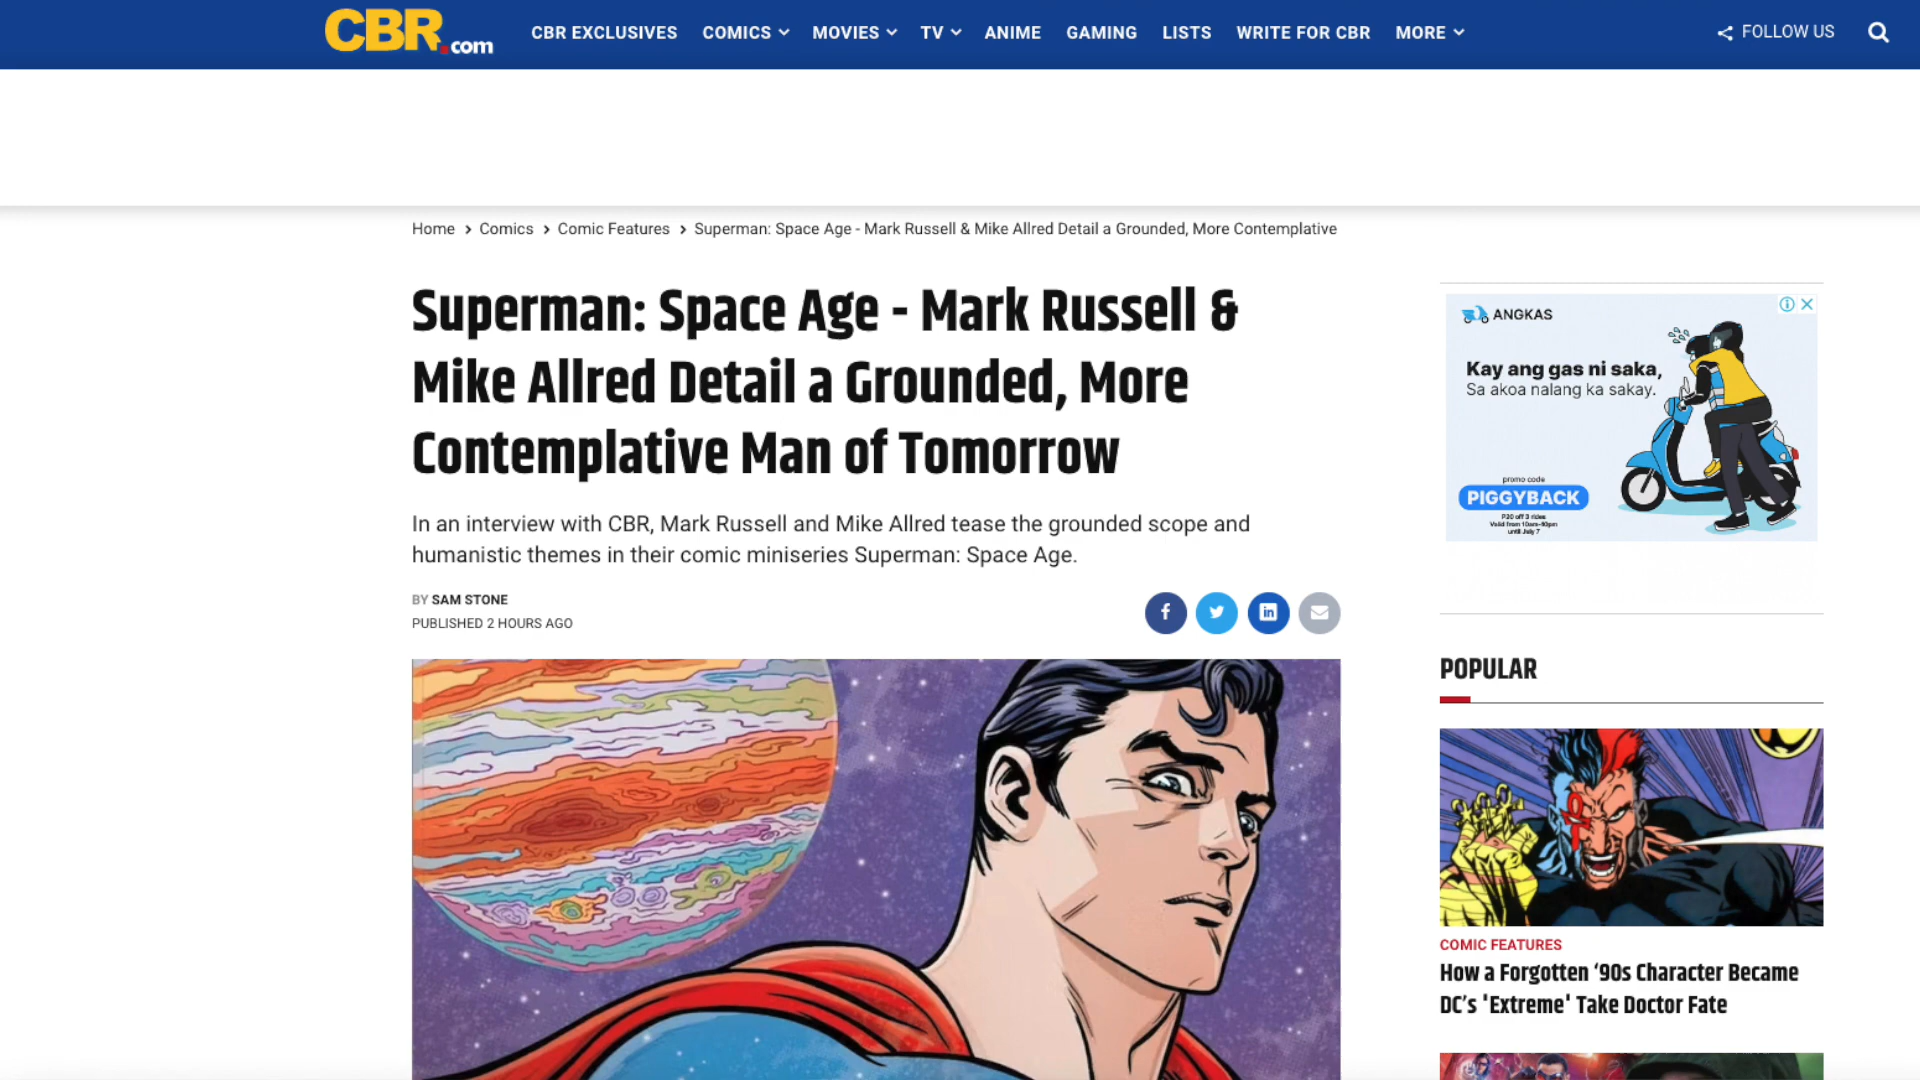 CBR.com
CBR EXCLUSIVES COMICS MOVIES TV ANIME GAMING LISTS WRITE FOR CBR MORE FOLLOW US
Home > Comics > Comic Features > Superman: Space Age - Mark Russell & Mike Allred Detail a Grounded, More Contemplative
Superman: Space Age - Mark Russell &
Mike Allred Detail a Grounded, More
Contemplative Man of Tomorrow
In an interview with CBR, Mark Russell and Mike Allred tease the grounded scope and
humanistic themes in their comic miniseries Superman: Space Age.
BY SAM STONE
PUBLISHED 2 HOURS AGO
ANGKAS
Kay ang gas ni saka,
Sa akoa nalang ka sakay.
promo code
PIGGYBACK
P20 off 3 rides
Valid from 10am-40pm
until July 7
POPULAR
COMIC FEATURES
How a Forgotten ‘90s Character Became
DC’s 'Extreme' Take Doctor Fate